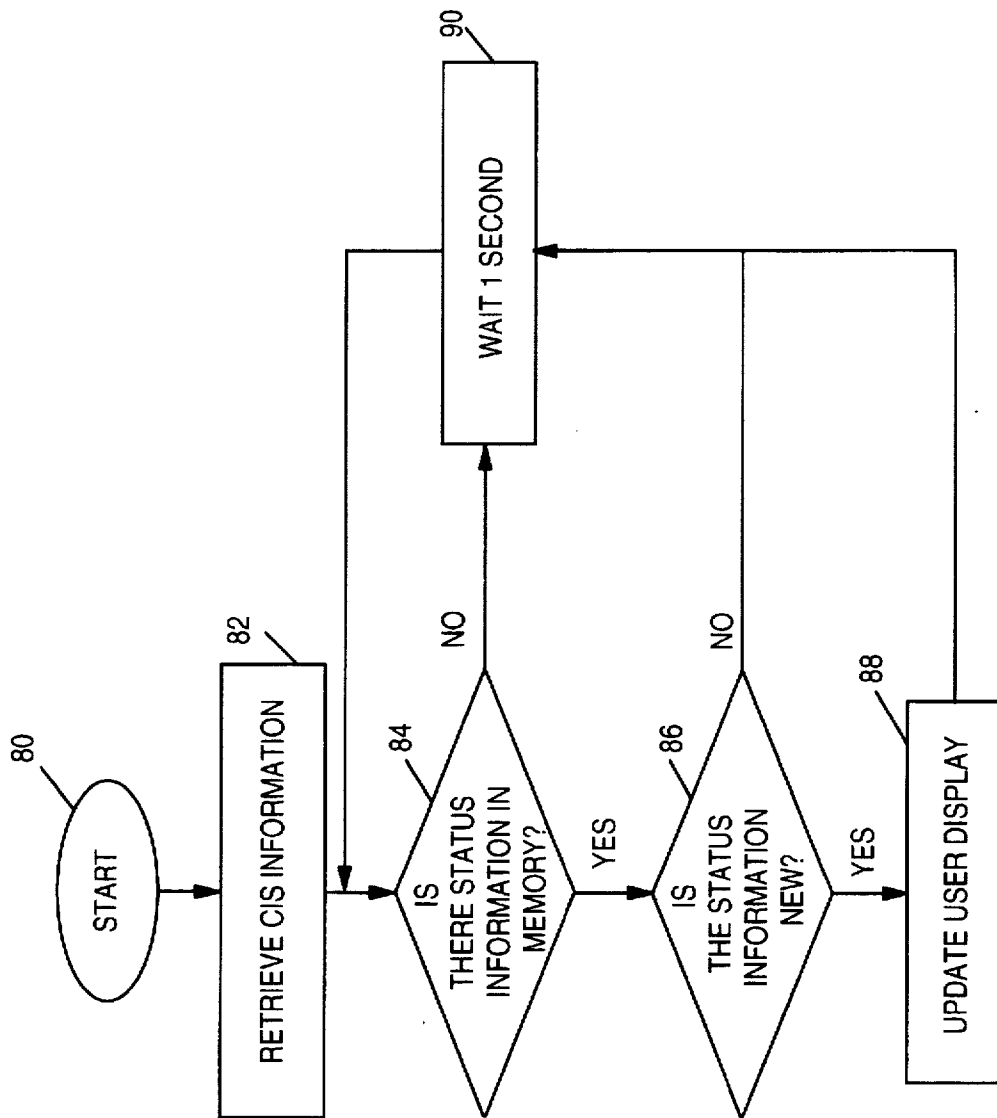 80
START
82
RETRIEVE CIS INFORMATION
84
IS
THERE STATUS
INFORMATION IN
MEMORY?
NO
YES
86
IS
THE STATUS
INFORMATION
NEW?
NO
YES
88
UPDATE USER DISPLAY
90
WAIT 1 SECOND